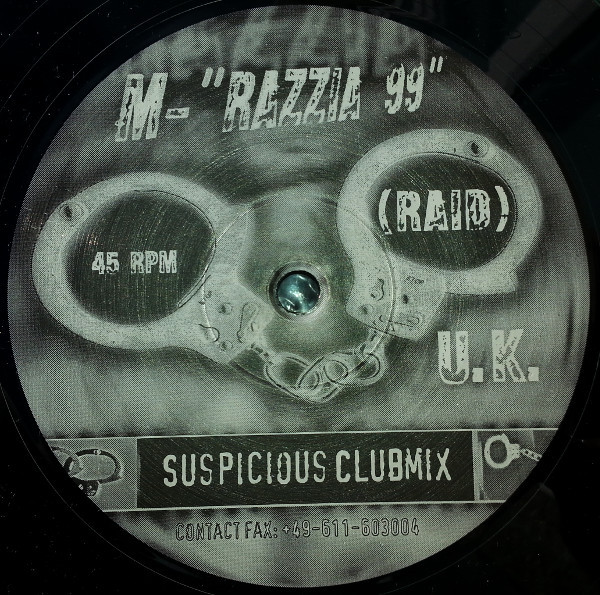 M-"RAZZIA 99"
(RAID)
45 RPM
U.K.
SUSPICIOUS CLUBMIX
CONTACT FAX: +49-611-603004